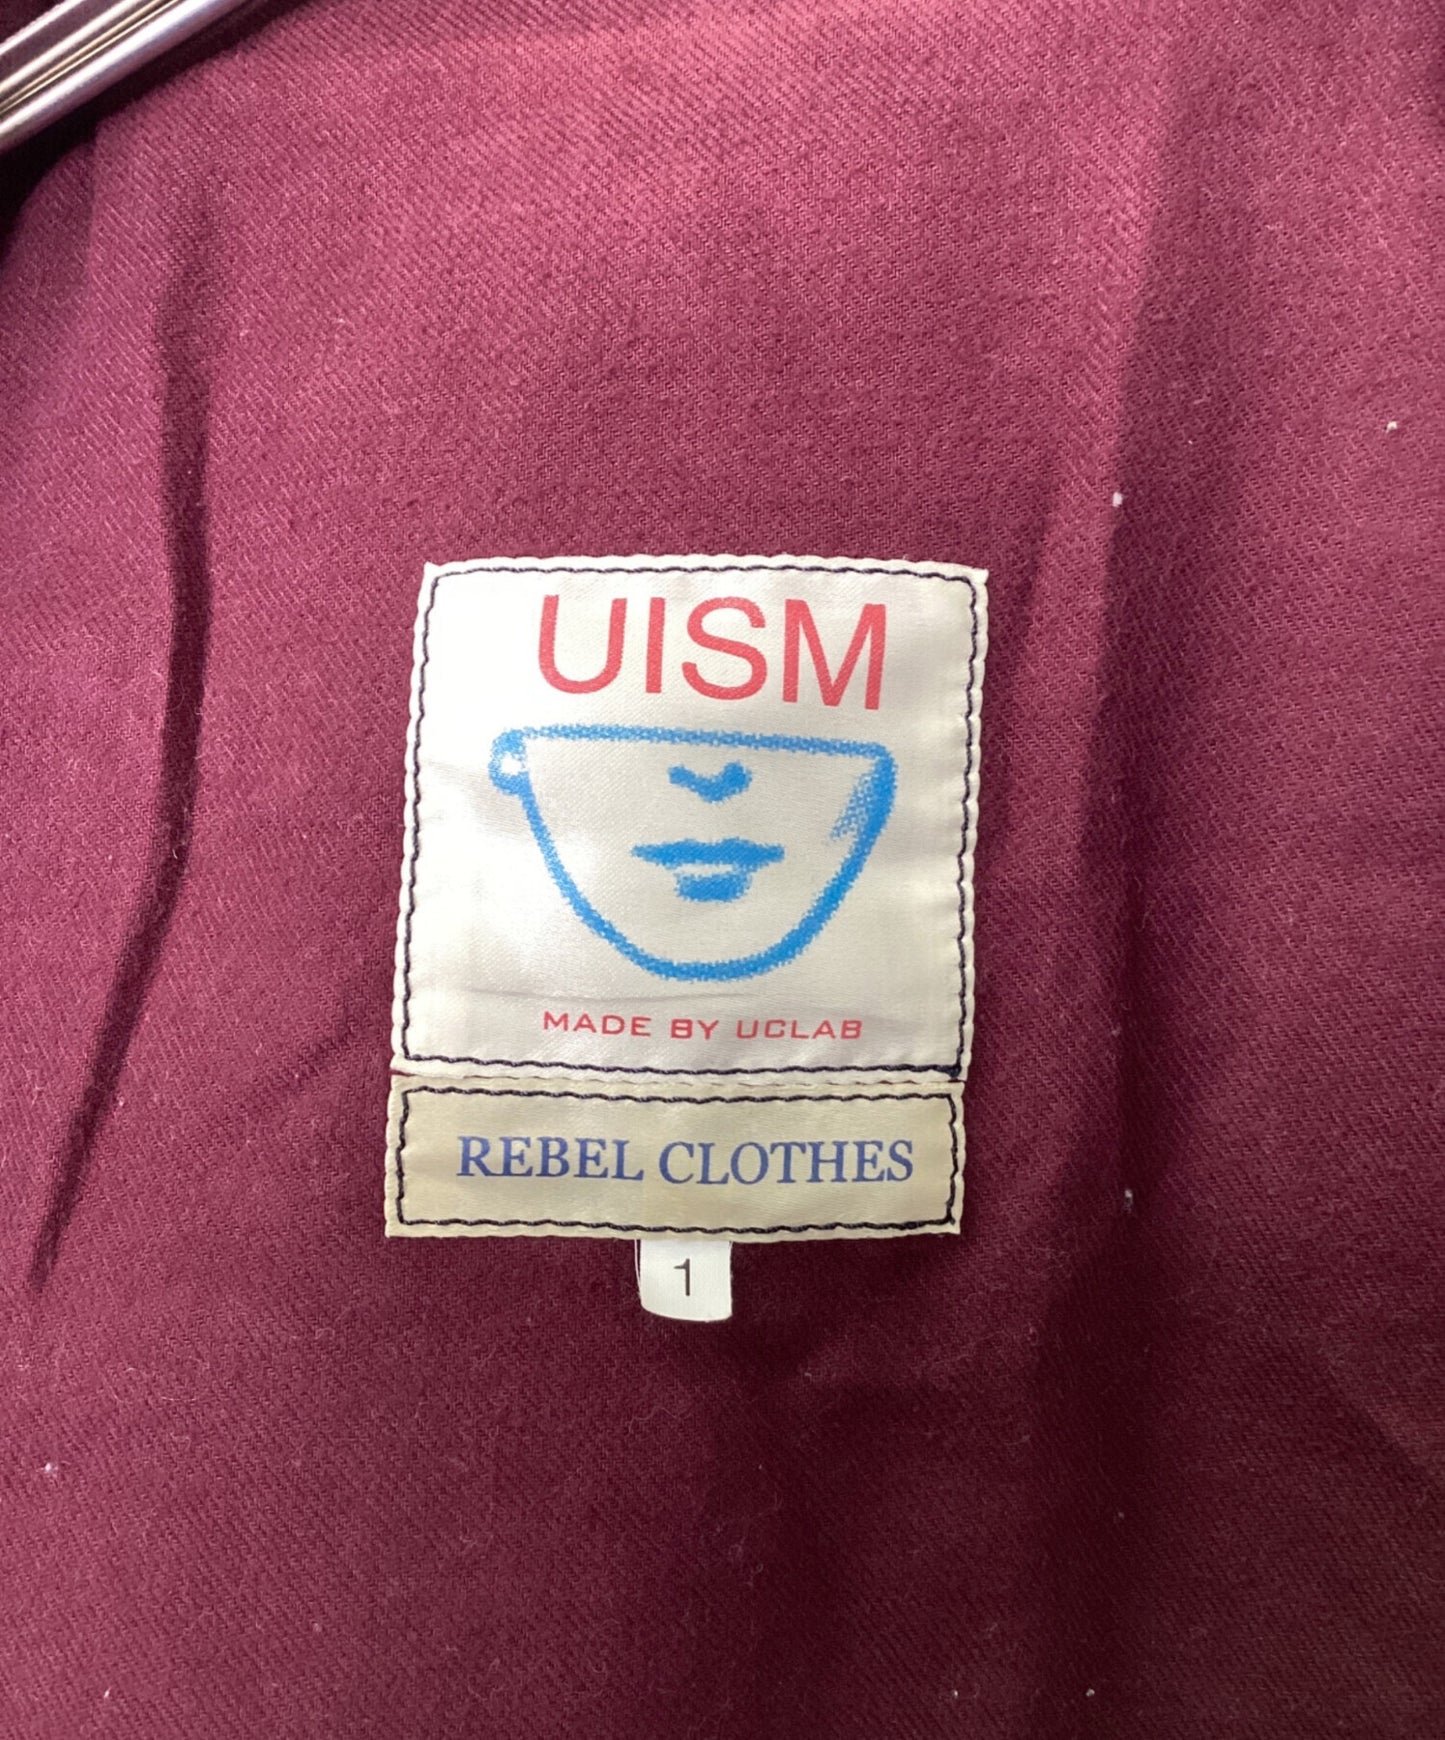 UISM
MADE BY UCLAB
REBEL CLOTHES
1